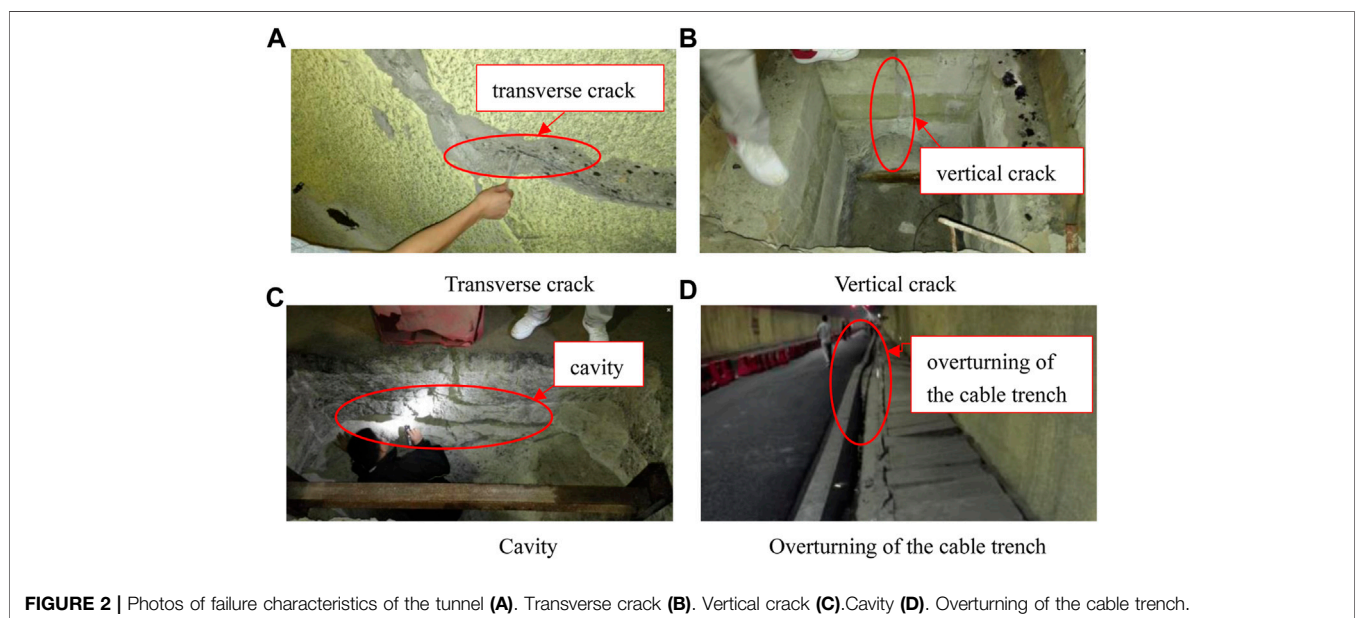 A
transverse crack
B
vertical crack
Transverse crack
Vertical crack
C
cavity
D
overturning of
the cable trench
Cavity
Overturning of the cable trench
FIGURE 2 | Photos of failure characteristics of the tunnel (A). Transverse crack (B). Vertical crack (C).Cavity (D). Overturning of the cable trench.